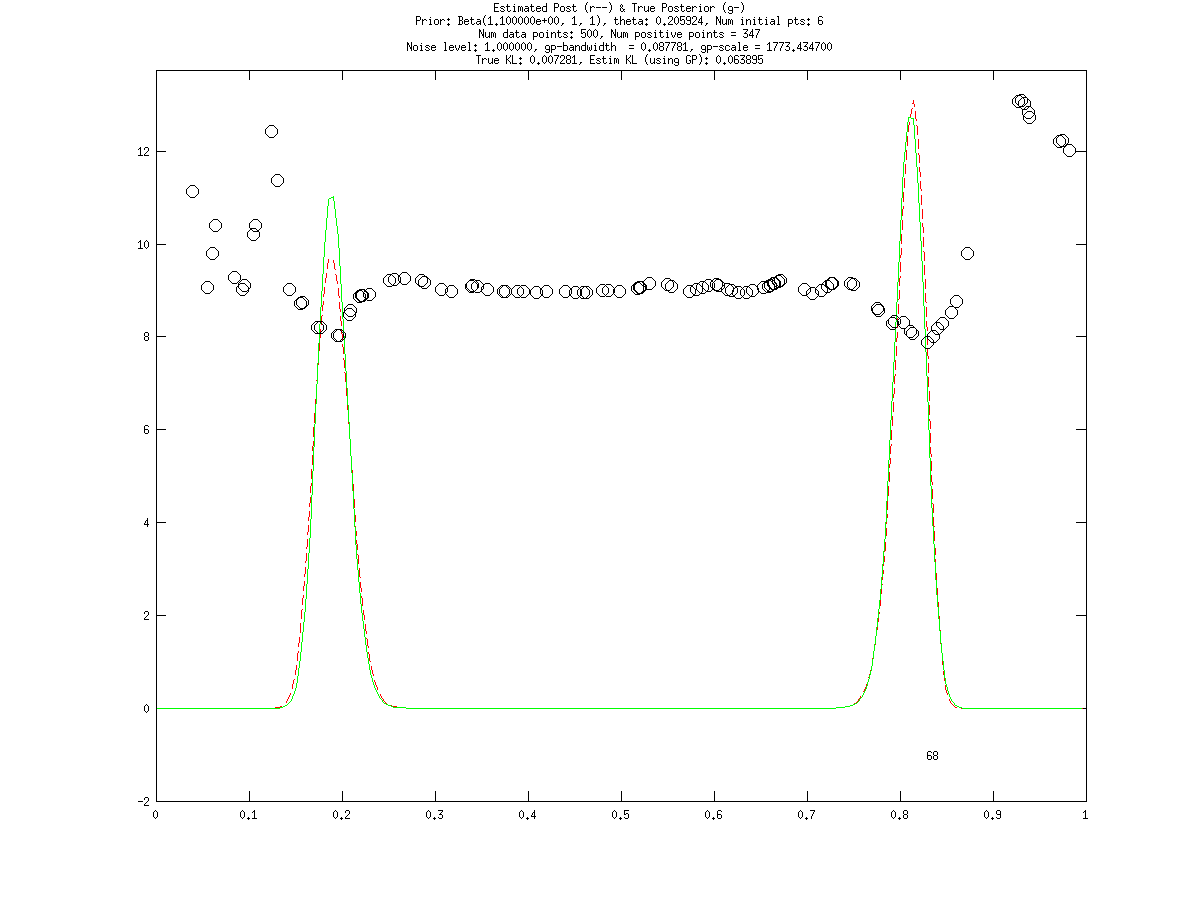 Estimated Post (r--) & True Posterior (g-)
Prior: Beta(1.100000e+00, 1, 1), theta: 0.205924, Num initial pts: 6
Num data points: 500, Num positive points = 347
Noise level: 1.000000, gp-bandwidth  = 0.087781, gp-scale = 1773.434700
True KL: 0.007281, Estim KL (using GP): 0.063895
12
10
8
6
4
2
0
68
-2
0 0.1 0.2 0.3 0.4 0.5 0.6 0.7 0.8 0.9 1